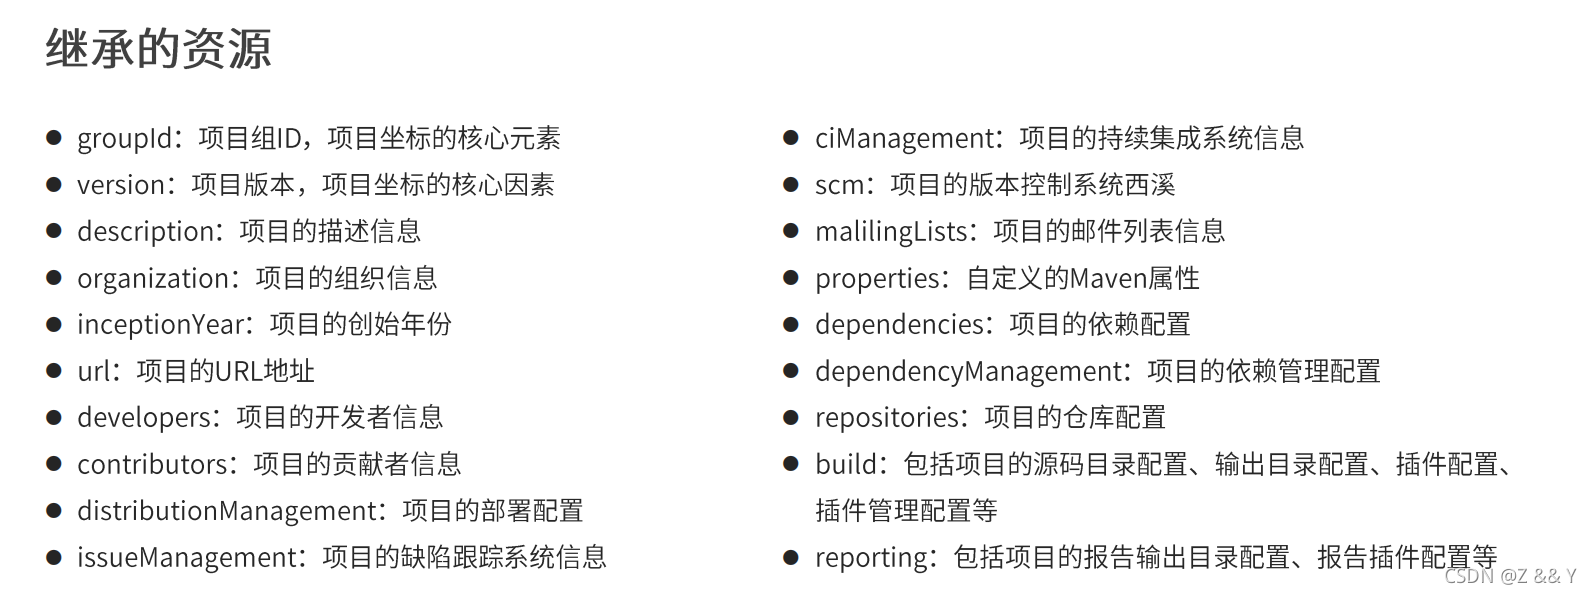 继承的资源
● groupId：项目组ID，项目坐标的核心元素
● version：项目版本，项目坐标的核心因素
● description：项目的描述信息
● organization：项目的组织信息
● inceptionYear：项目的创始年份
● url：项目的URL地址
● developers：项目的开发者信息
● contributors：项目的贡献者信息
● distributionManagement：项目的部署配置
● issueManagement：项目的缺陷跟踪系统信息
● ciManagement：项目的持续集成系统信息
● scm：项目的版本控制系统西溪
● malilingLists：项目的邮件列表信息
● properties：自定义的Maven属性
● dependencies：项目的依赖配置
● dependencyManagement：项目的依赖管理配置
● repositories：项目的仓库配置
● build：包括项目的源码目录配置、输出目录配置、插件配置、
插件管理配置等
● reporting：包括项目的报告输出目录配置、报告插件配置等
CSDN @Z && Y